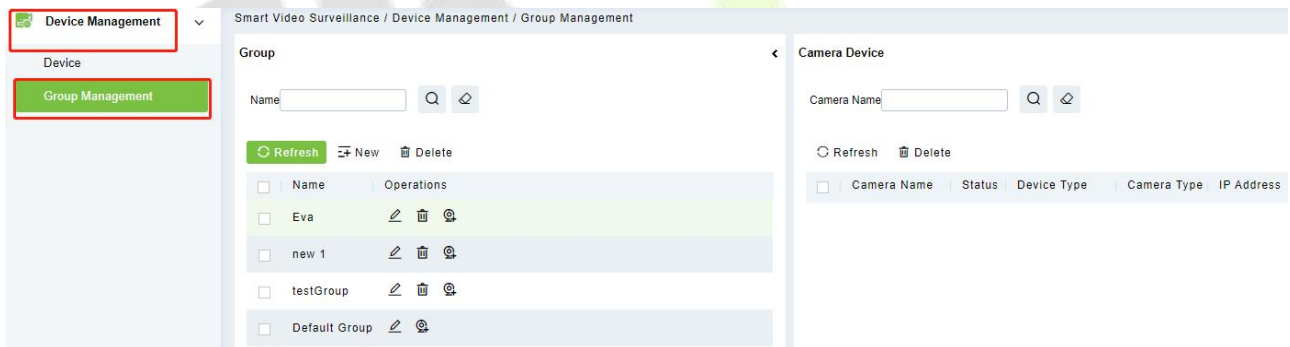 Device Management
Device
Group Management
Smart Video Surveillance / Device Management / Group Management
Group
Name
Refresh New Delete
Name Operations
Eva
new 1
testGroup
Default Group
Camera Device
Camera Name
Refresh Delete
Camera Name Status Device Type Camera Type IP Address